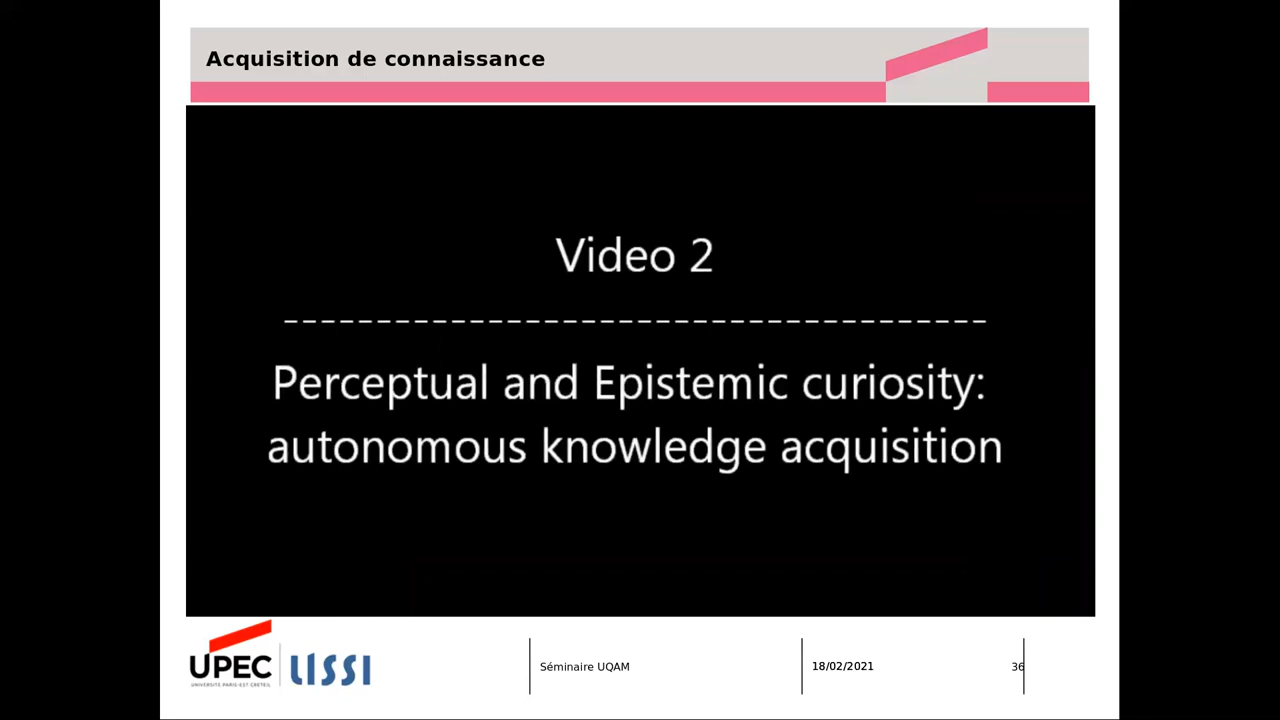 Acquisition de connaissance
Video 2
---------------------------------------
Perceptual and Epistemic curiosity:
autonomous knowledge acquisition
UPEC
UNIVERSITÉ PARIS-EST CRÉTEIL
LISSI
Séminaire UQAM
18/02/2021
36